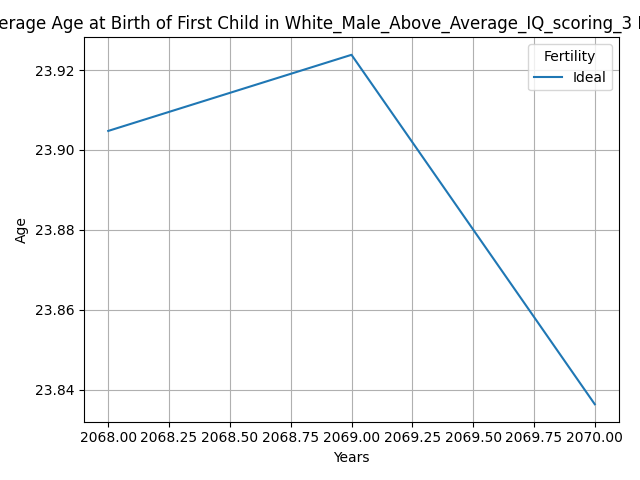 erage Age at Birth of First Child in White_Male_Above_Average_IQ_scoring_3
Fertility
Ideal
23.92
23.90
23.88
23.86
23.84
Age
2068.00 2068.25 2068.50 2068.75 2069.00 2069.25 2069.50 2069.75 2070.00
Years